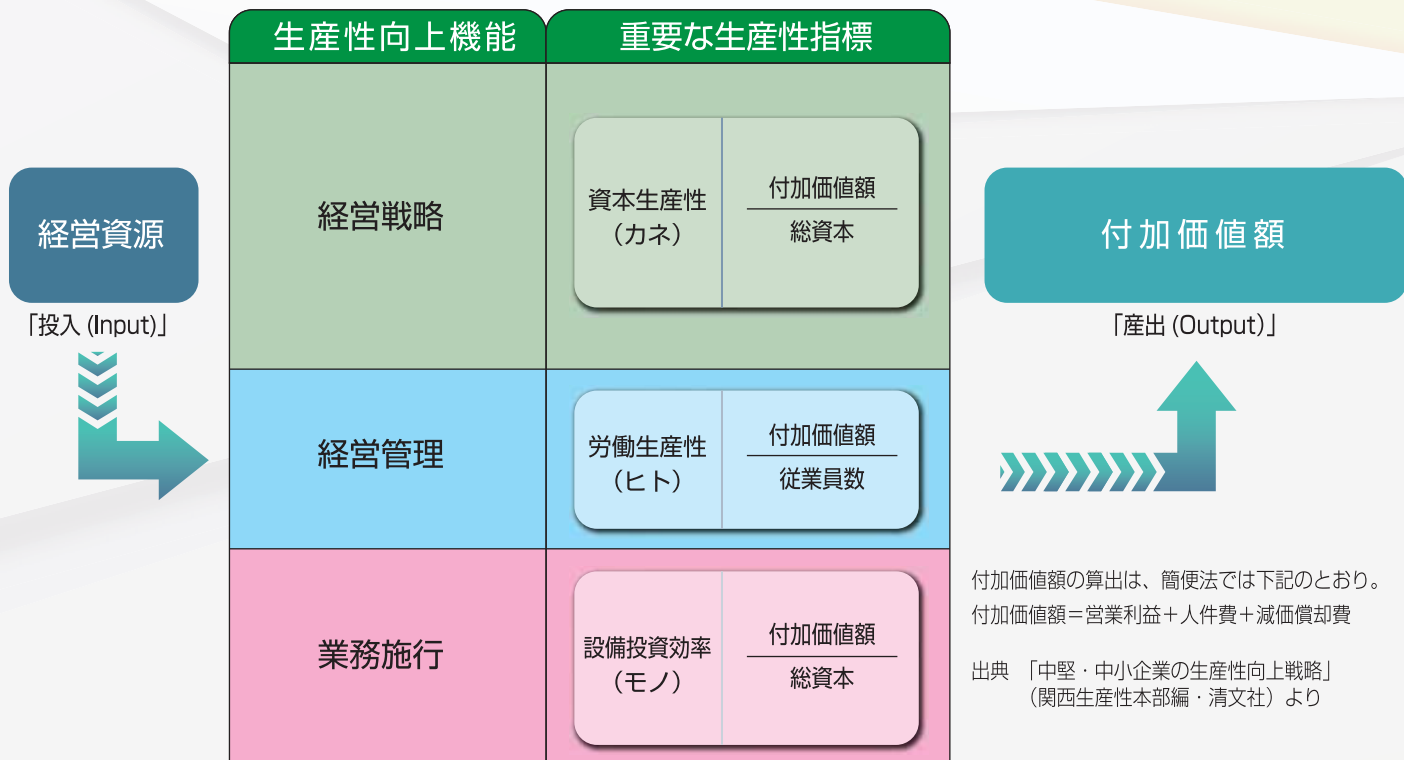 生産性向上機能
重要な生産性指標
経営資源
「投入 (Input)」
経営戦略
資本生産性
（カネ）
付加価値額
総資本
経営管理
労働生産性
（ヒト）
付加価値額
従業員数
業務施行
設備投資効率
（モノ）
付加価値額
総資本
付加価値額
「産出 (Output)」
付加価値額の算出は、簡便法では下記のとおり。
付加価値額＝営業利益＋人件費＋減価償却費
出典　「中堅・中小企業の生産性向上戦略」
（関西生産性本部編・清文社）より